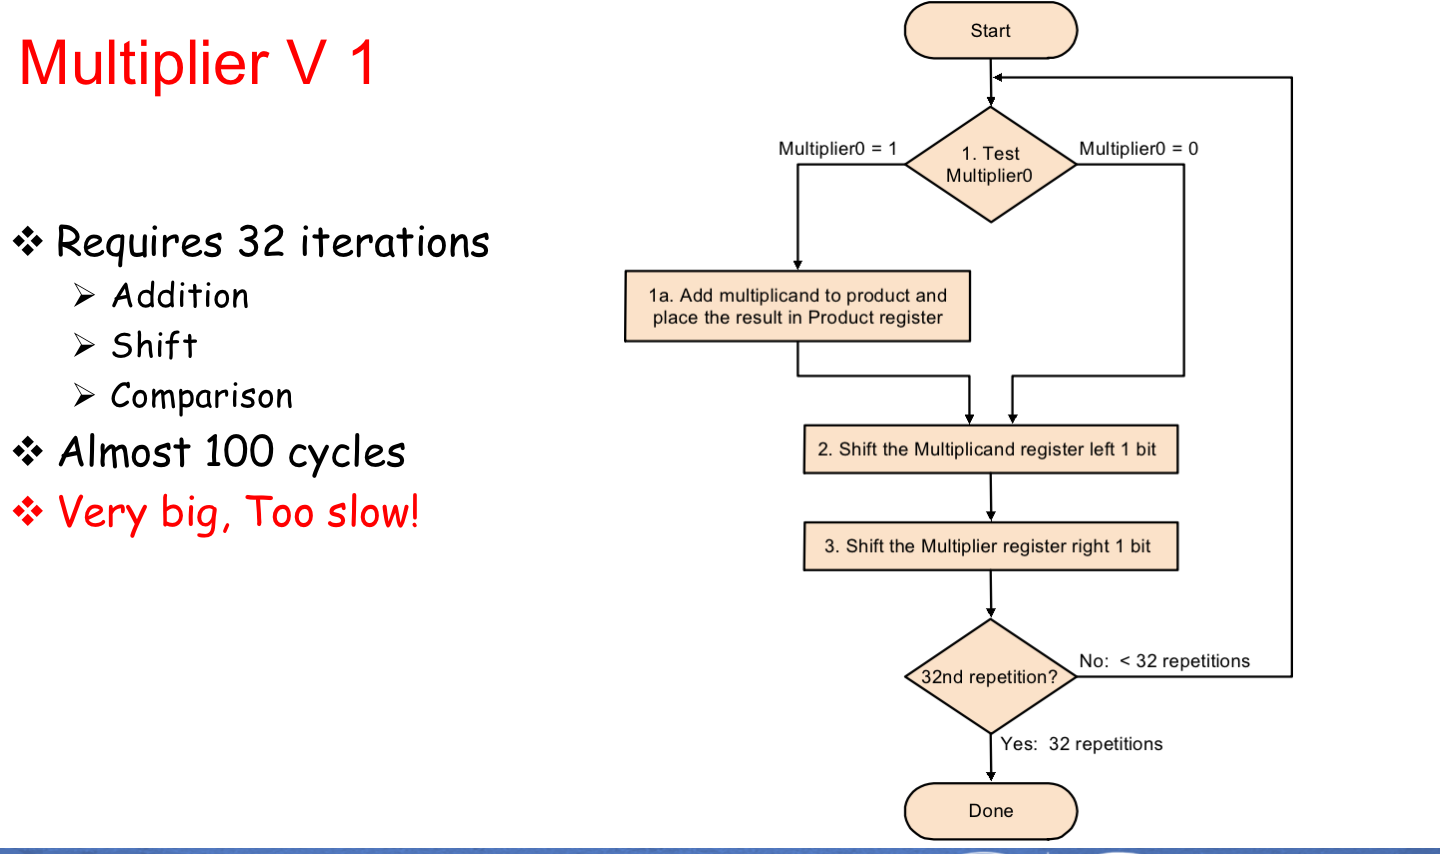 Multiplier V 1
❖ Requires 32 iterations
➢ Addition
➢ Shift
➢ Comparison
❖ Almost 100 cycles
❖ Very big, Too slow!
Start
Multiplier0 = 1
1. Test
Multiplier0
Multiplier0 = 0
1a. Add multiplicand to product and
place the result in Product register
2. Shift the Multiplicand register left 1 bit
3. Shift the Multiplier register right 1 bit
32nd repetition?
No: < 32 repetitions
Yes: 32 repetitions
Done